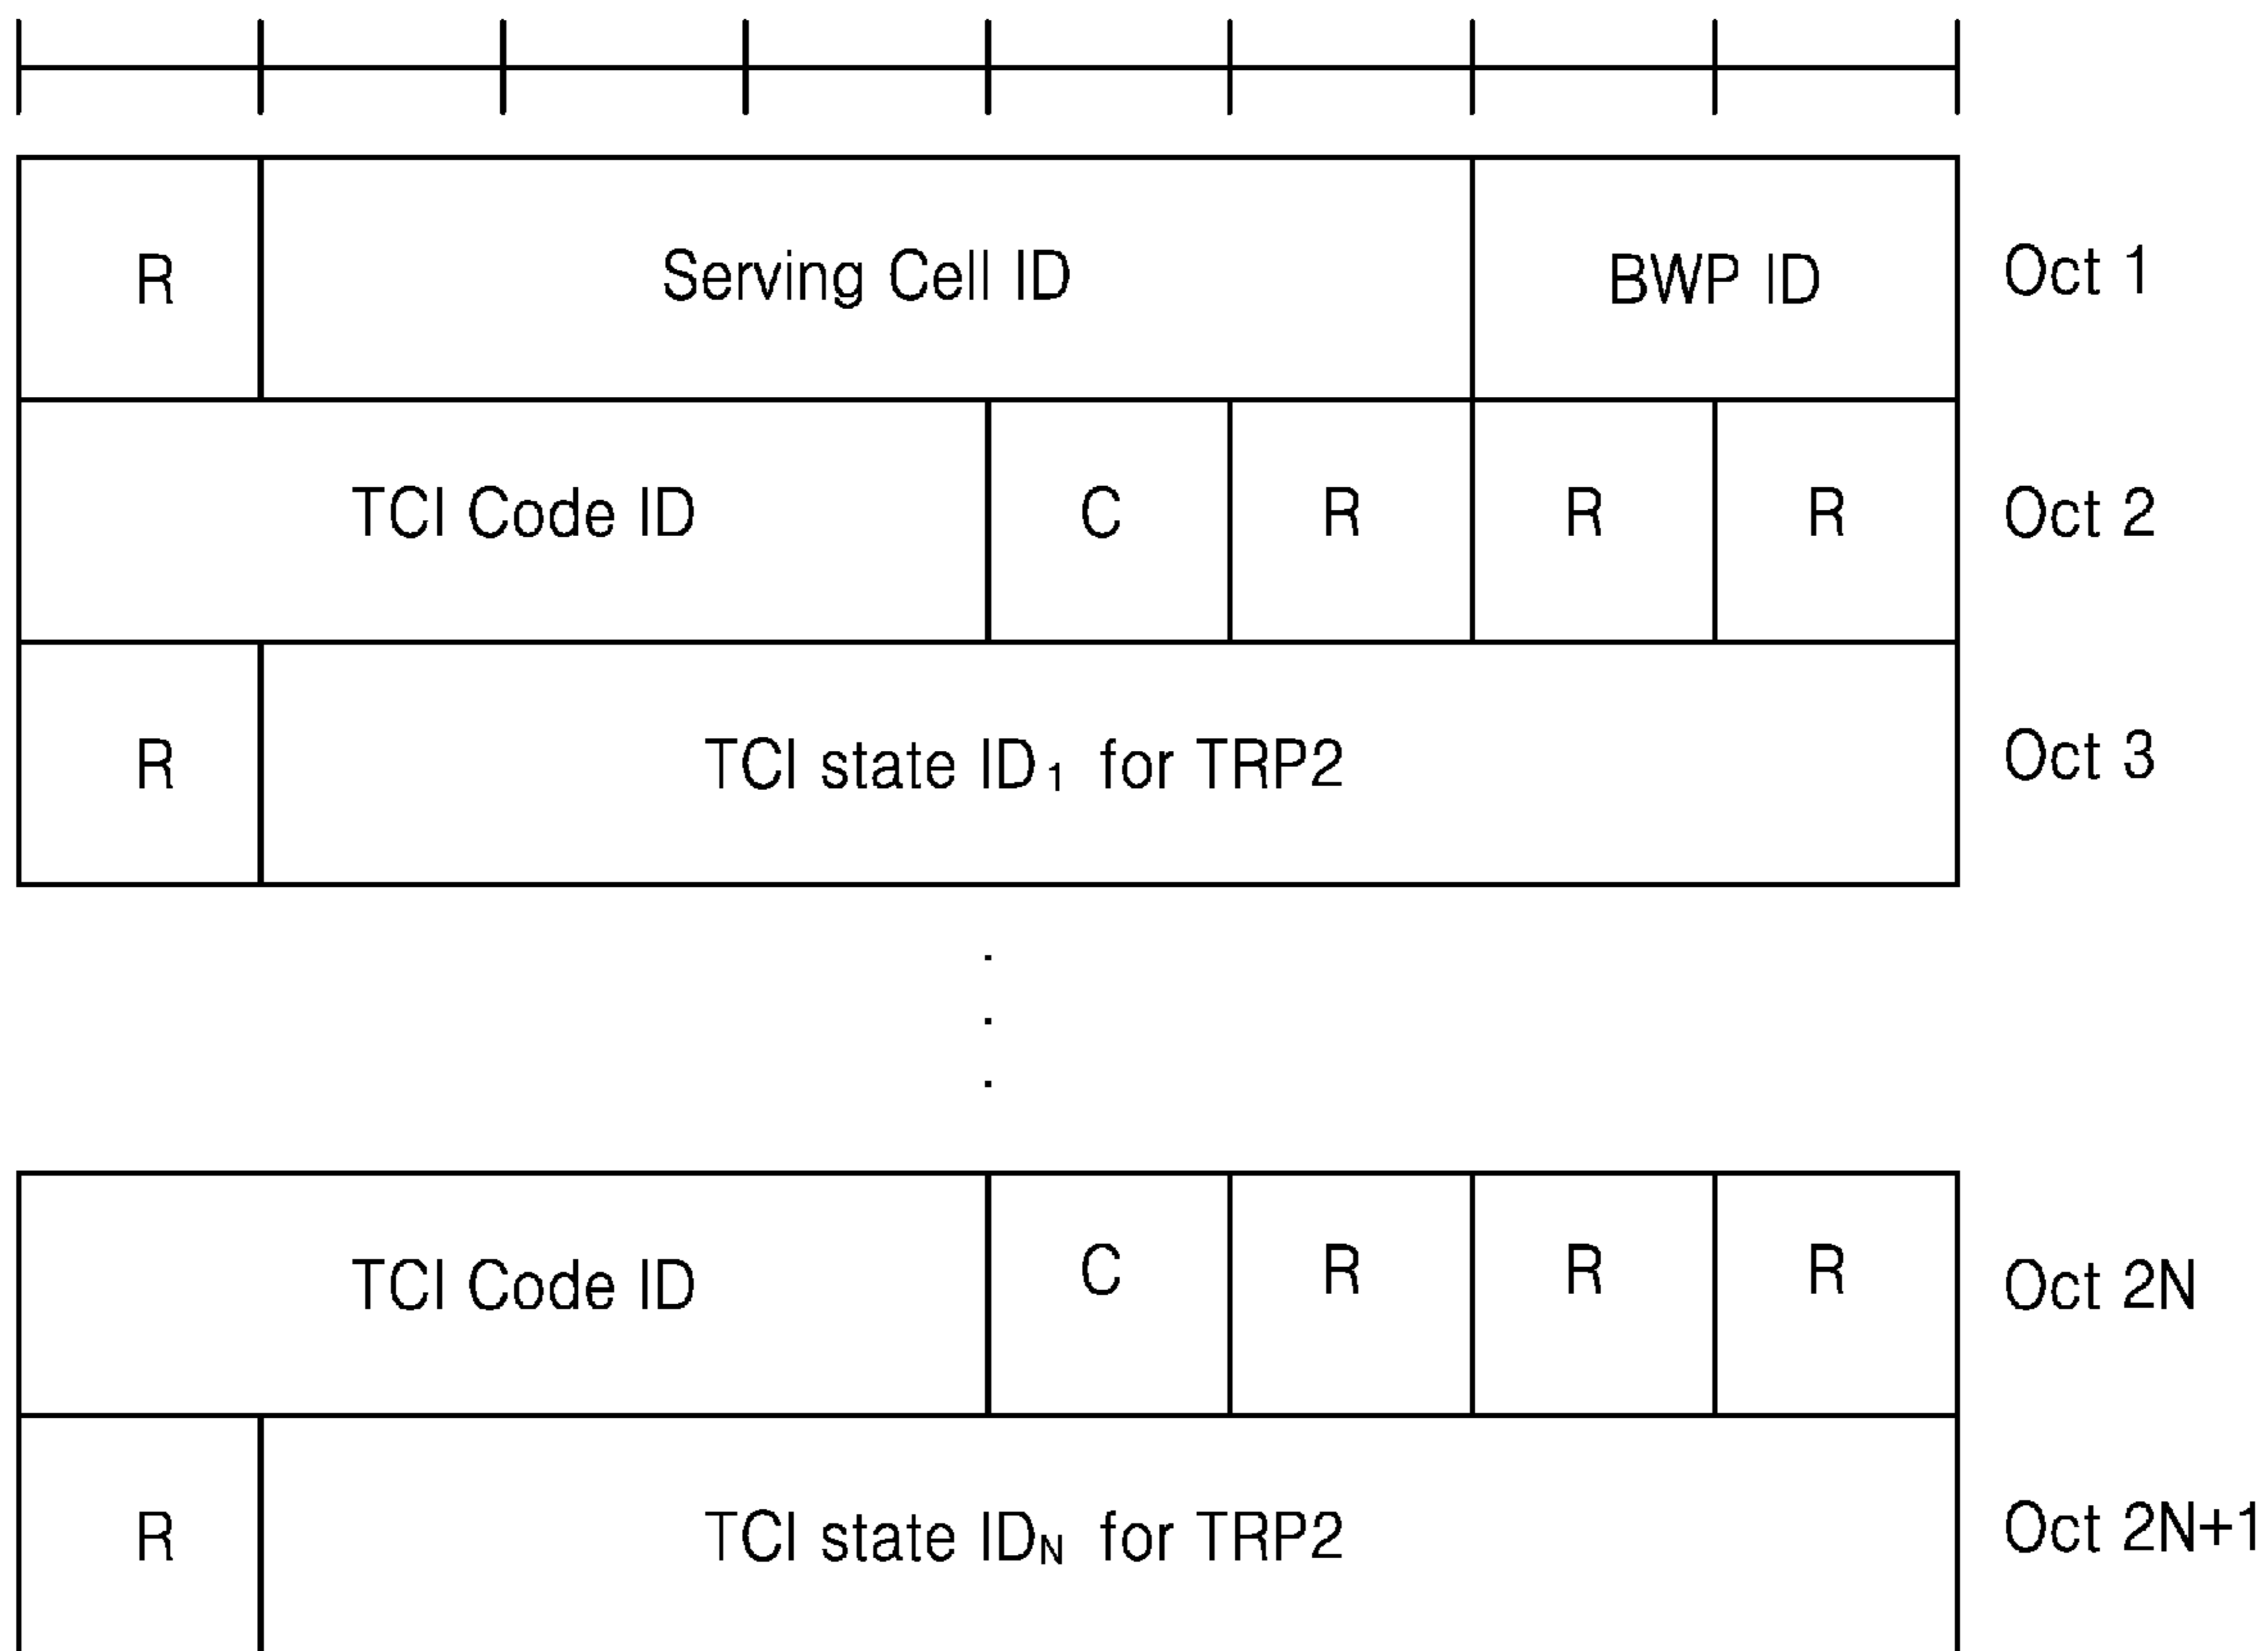 R Serving Cell ID BWP ID Oct 1
TCI Code ID C R R R Oct 2
R TCI state ID₁ for TRP2 Oct 3
TCI Code ID C R R R Oct 2N
R TCI state IDN for TRP2 Oct 2N+1